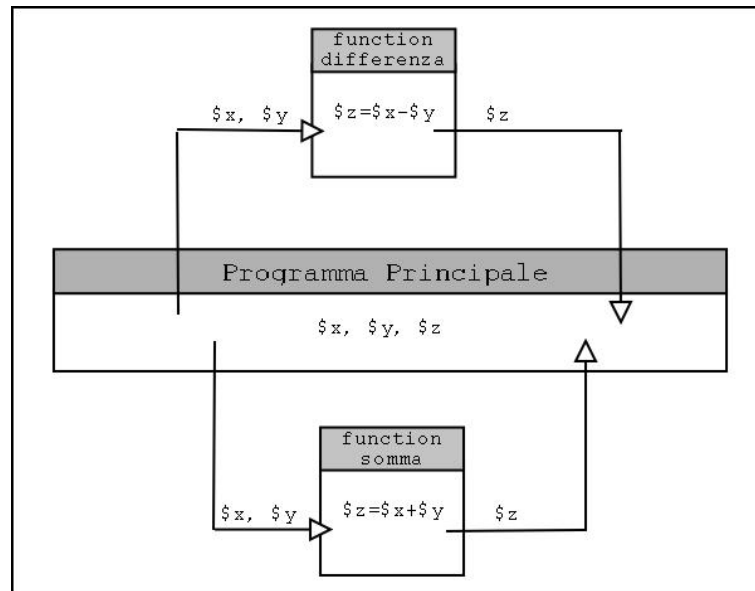 function
differenza
$x, $y
$z=$x-$y
$z
Programma Principale
$x, $y, $z
function
somma
$x, $y
$z=$x+$y
$z